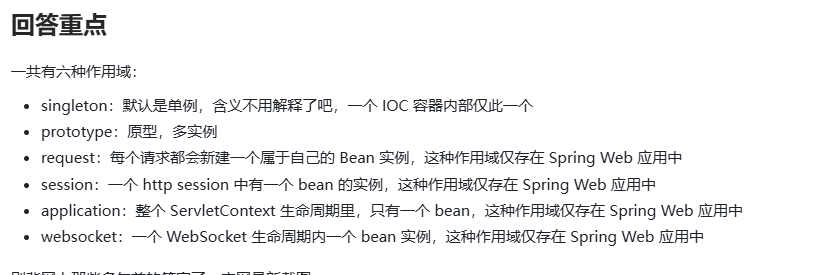 回答重点
一共有六种作用域：
singleton：默认是单例，含义不用解释了吧，一个 IOC 容器内部仅此一个
prototype：原型，多实例
request：每个请求都会新建一个属于自己的 Bean 实例，这种作用域仅存在 Spring Web 应用中
session：一个 http session 中有一个 bean 的实例，这种作用域仅存在 Spring Web 应用中
application：整个 ServletContext 生命周期里，只有一个 bean，这种作用域仅存在 Spring Web 应用中
websocket：一个 WebSocket 生命周期内一个 bean 实例，这种作用域仅存在 Spring Web 应用中